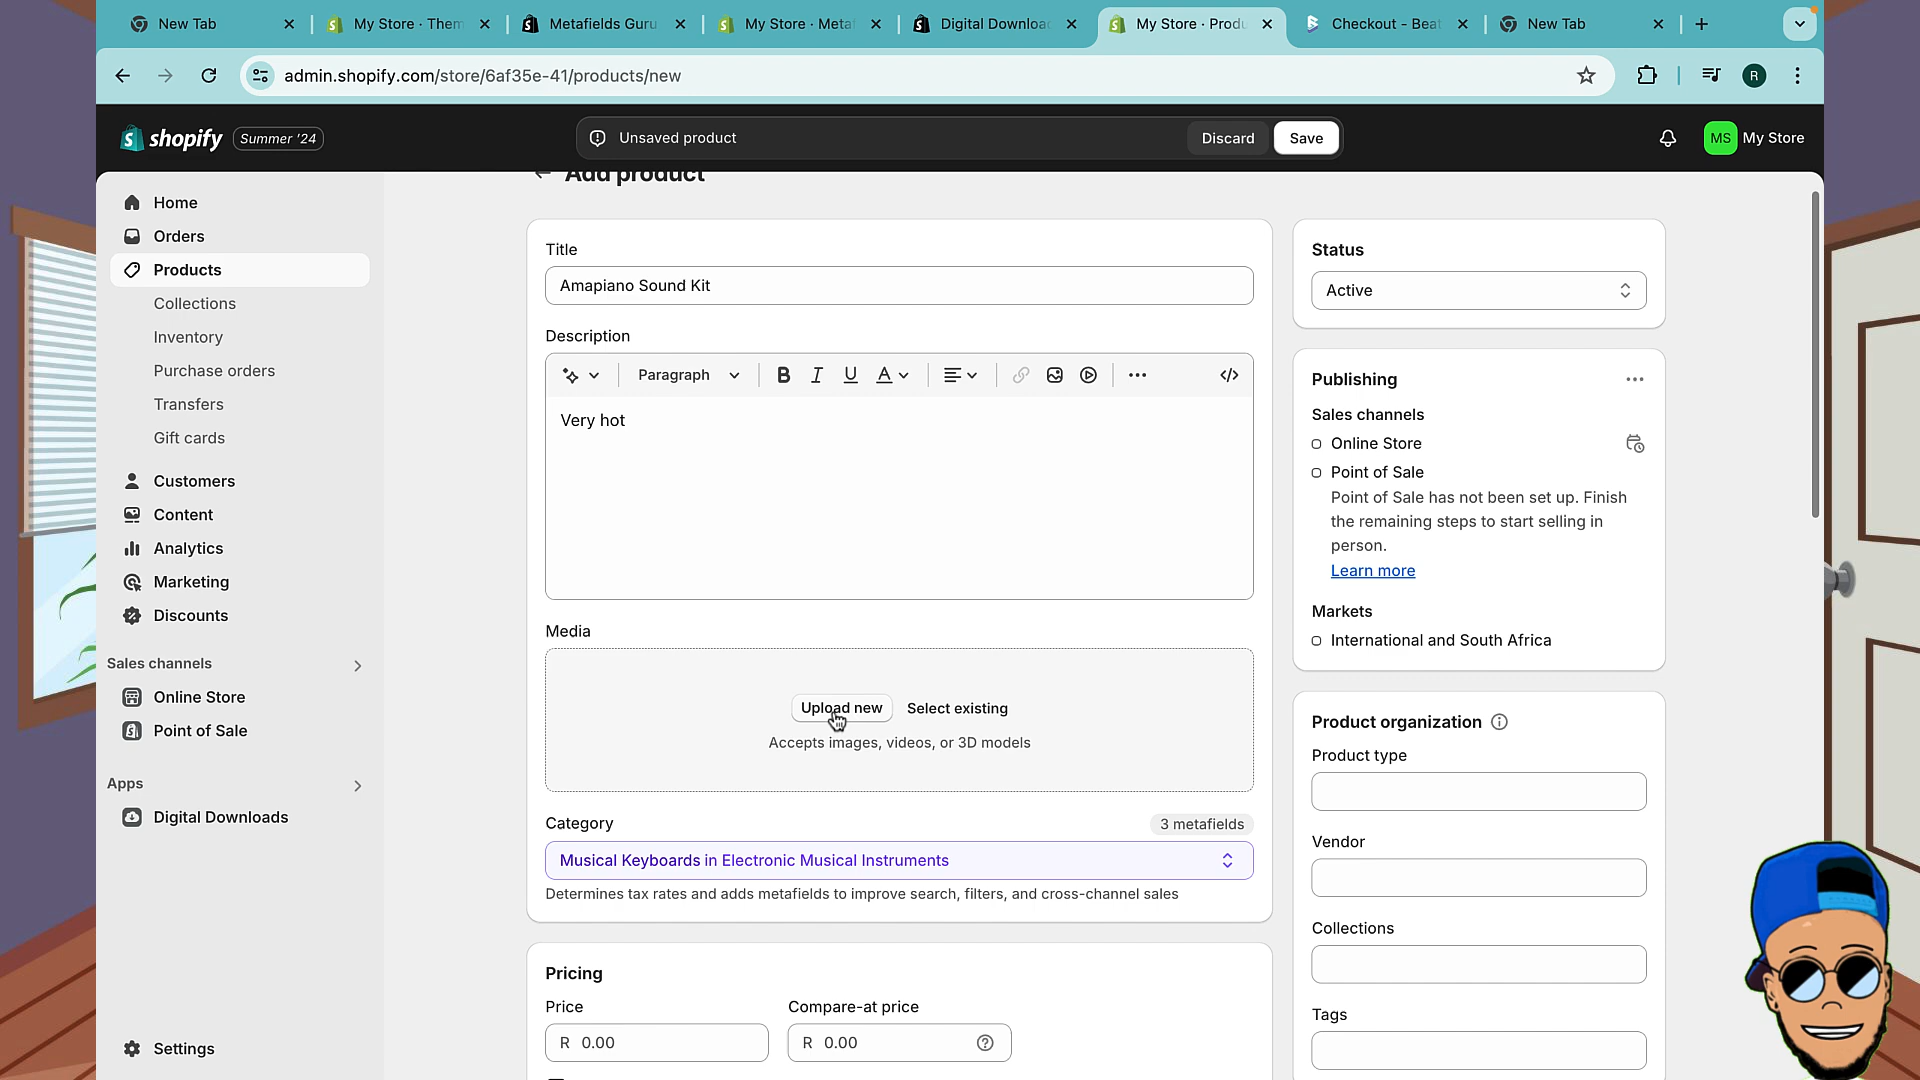 New Tab
My Store · Them
Metafields Guru
My Store · Metaf
Digital Downloa
My Store · Produ
Checkout - Beat
New Tab
admin.shopify.com/store/6af35e-41/products/new
R
shopify
Summer '24
Unsaved product
Discard
Save
MS
My Store
Home
Orders
Products
Collections
Inventory
Purchase orders
Transfers
Gift cards
Customers
Content
Analytics
Marketing
Discounts
Sales channels
Online Store
Point of Sale
Apps
Digital Downloads
Settings
Add product
Title
Amapiano Sound Kit
Description
Paragraph
B I U A
Very hot
Media
Upload new
Select existing
Accepts images, videos, or 3D models
Category
3 metafields
Musical Keyboards in Electronic Musical Instruments
Determines tax rates and adds metafields to improve search, filters, and cross-channel sales
Pricing
Price
Compare-at price
R 0.00
R 0.00
Status
Active
Publishing
Sales channels
Online Store
Point of Sale
Point of Sale has not been set up. Finish
the remaining steps to start selling in
person.
Learn more
Markets
International and South Africa
Product organization
Product type
Vendor
Collections
Tags